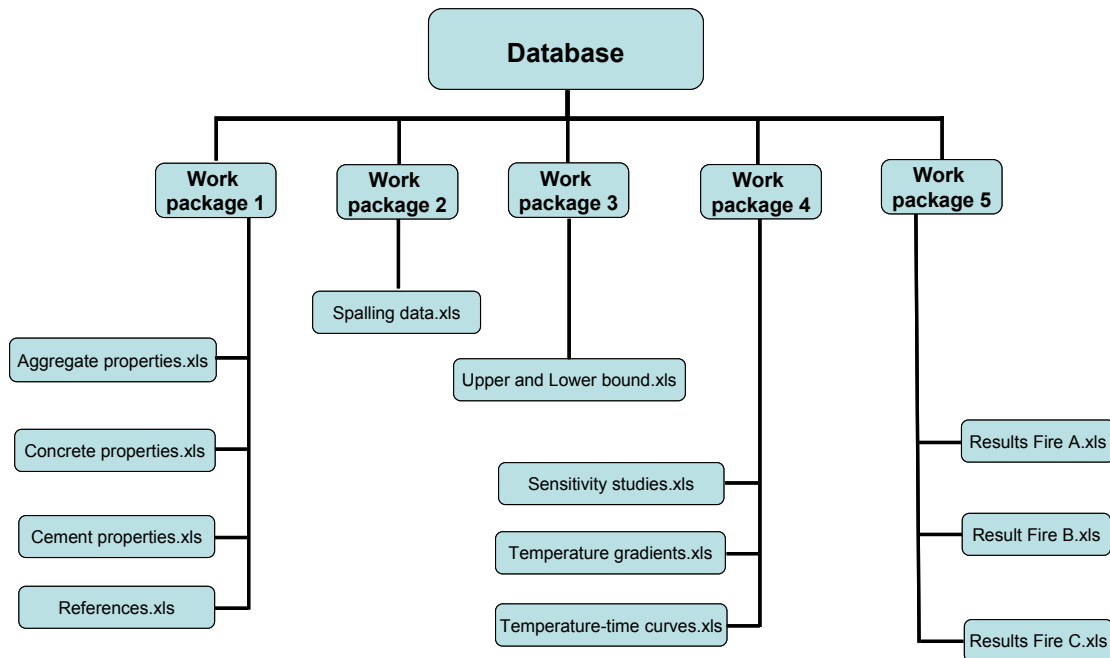 Database
Work
package 1
Work
package 2
Work
package 3
Work
package 4
Work
package 5
Spalling data.xls
Aggregate properties.xls
Upper and Lower bound.xls
Concrete properties.xls
Results Fire A.xls
Sensitivity studies.xls
Cement properties.xls
Result Fire B.xls
Temperature gradients.xls
References.xls
Temperature-time curves.xls
Results Fire C.xls